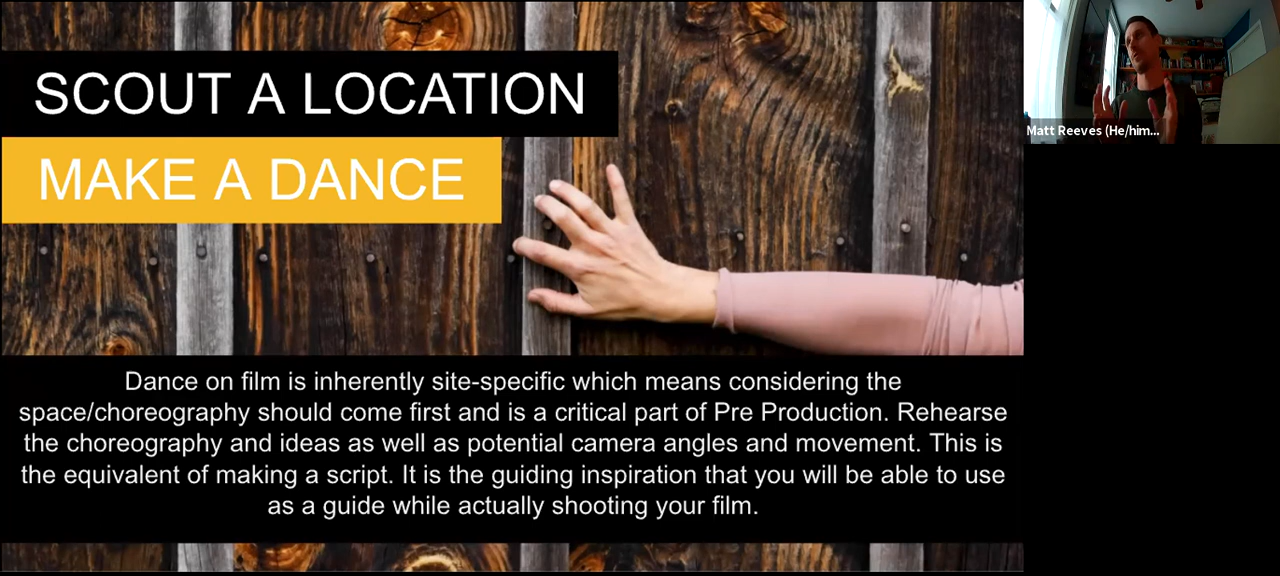 SCOUT A LOCATION
MAKE A DANCE
Matt Reeves (He/him...
Dance on film is inherently site-specific which means considering the
space/choreography should come first and is a critical part of Pre Production. Rehearse
the choreography and ideas as well as potential camera angles and movement. This is
the equivalent of making a script. It is the guiding inspiration that you will be able to use
as a guide while actually shooting your film.